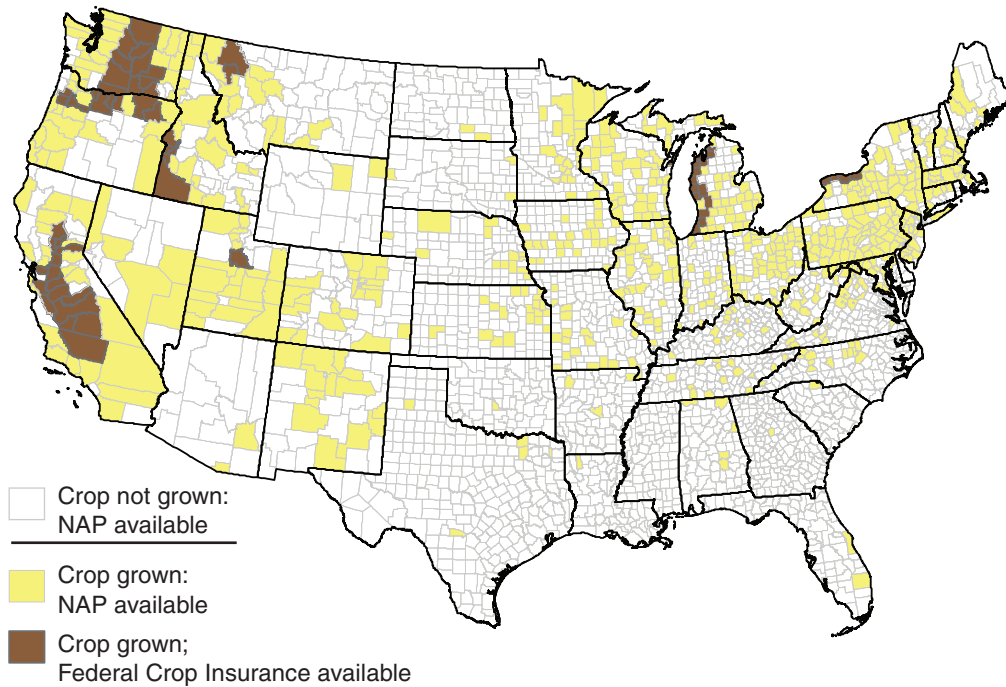 Crop not grown:
NAP available
Crop grown:
NAP available
Crop grown;
Federal Crop Insurance available